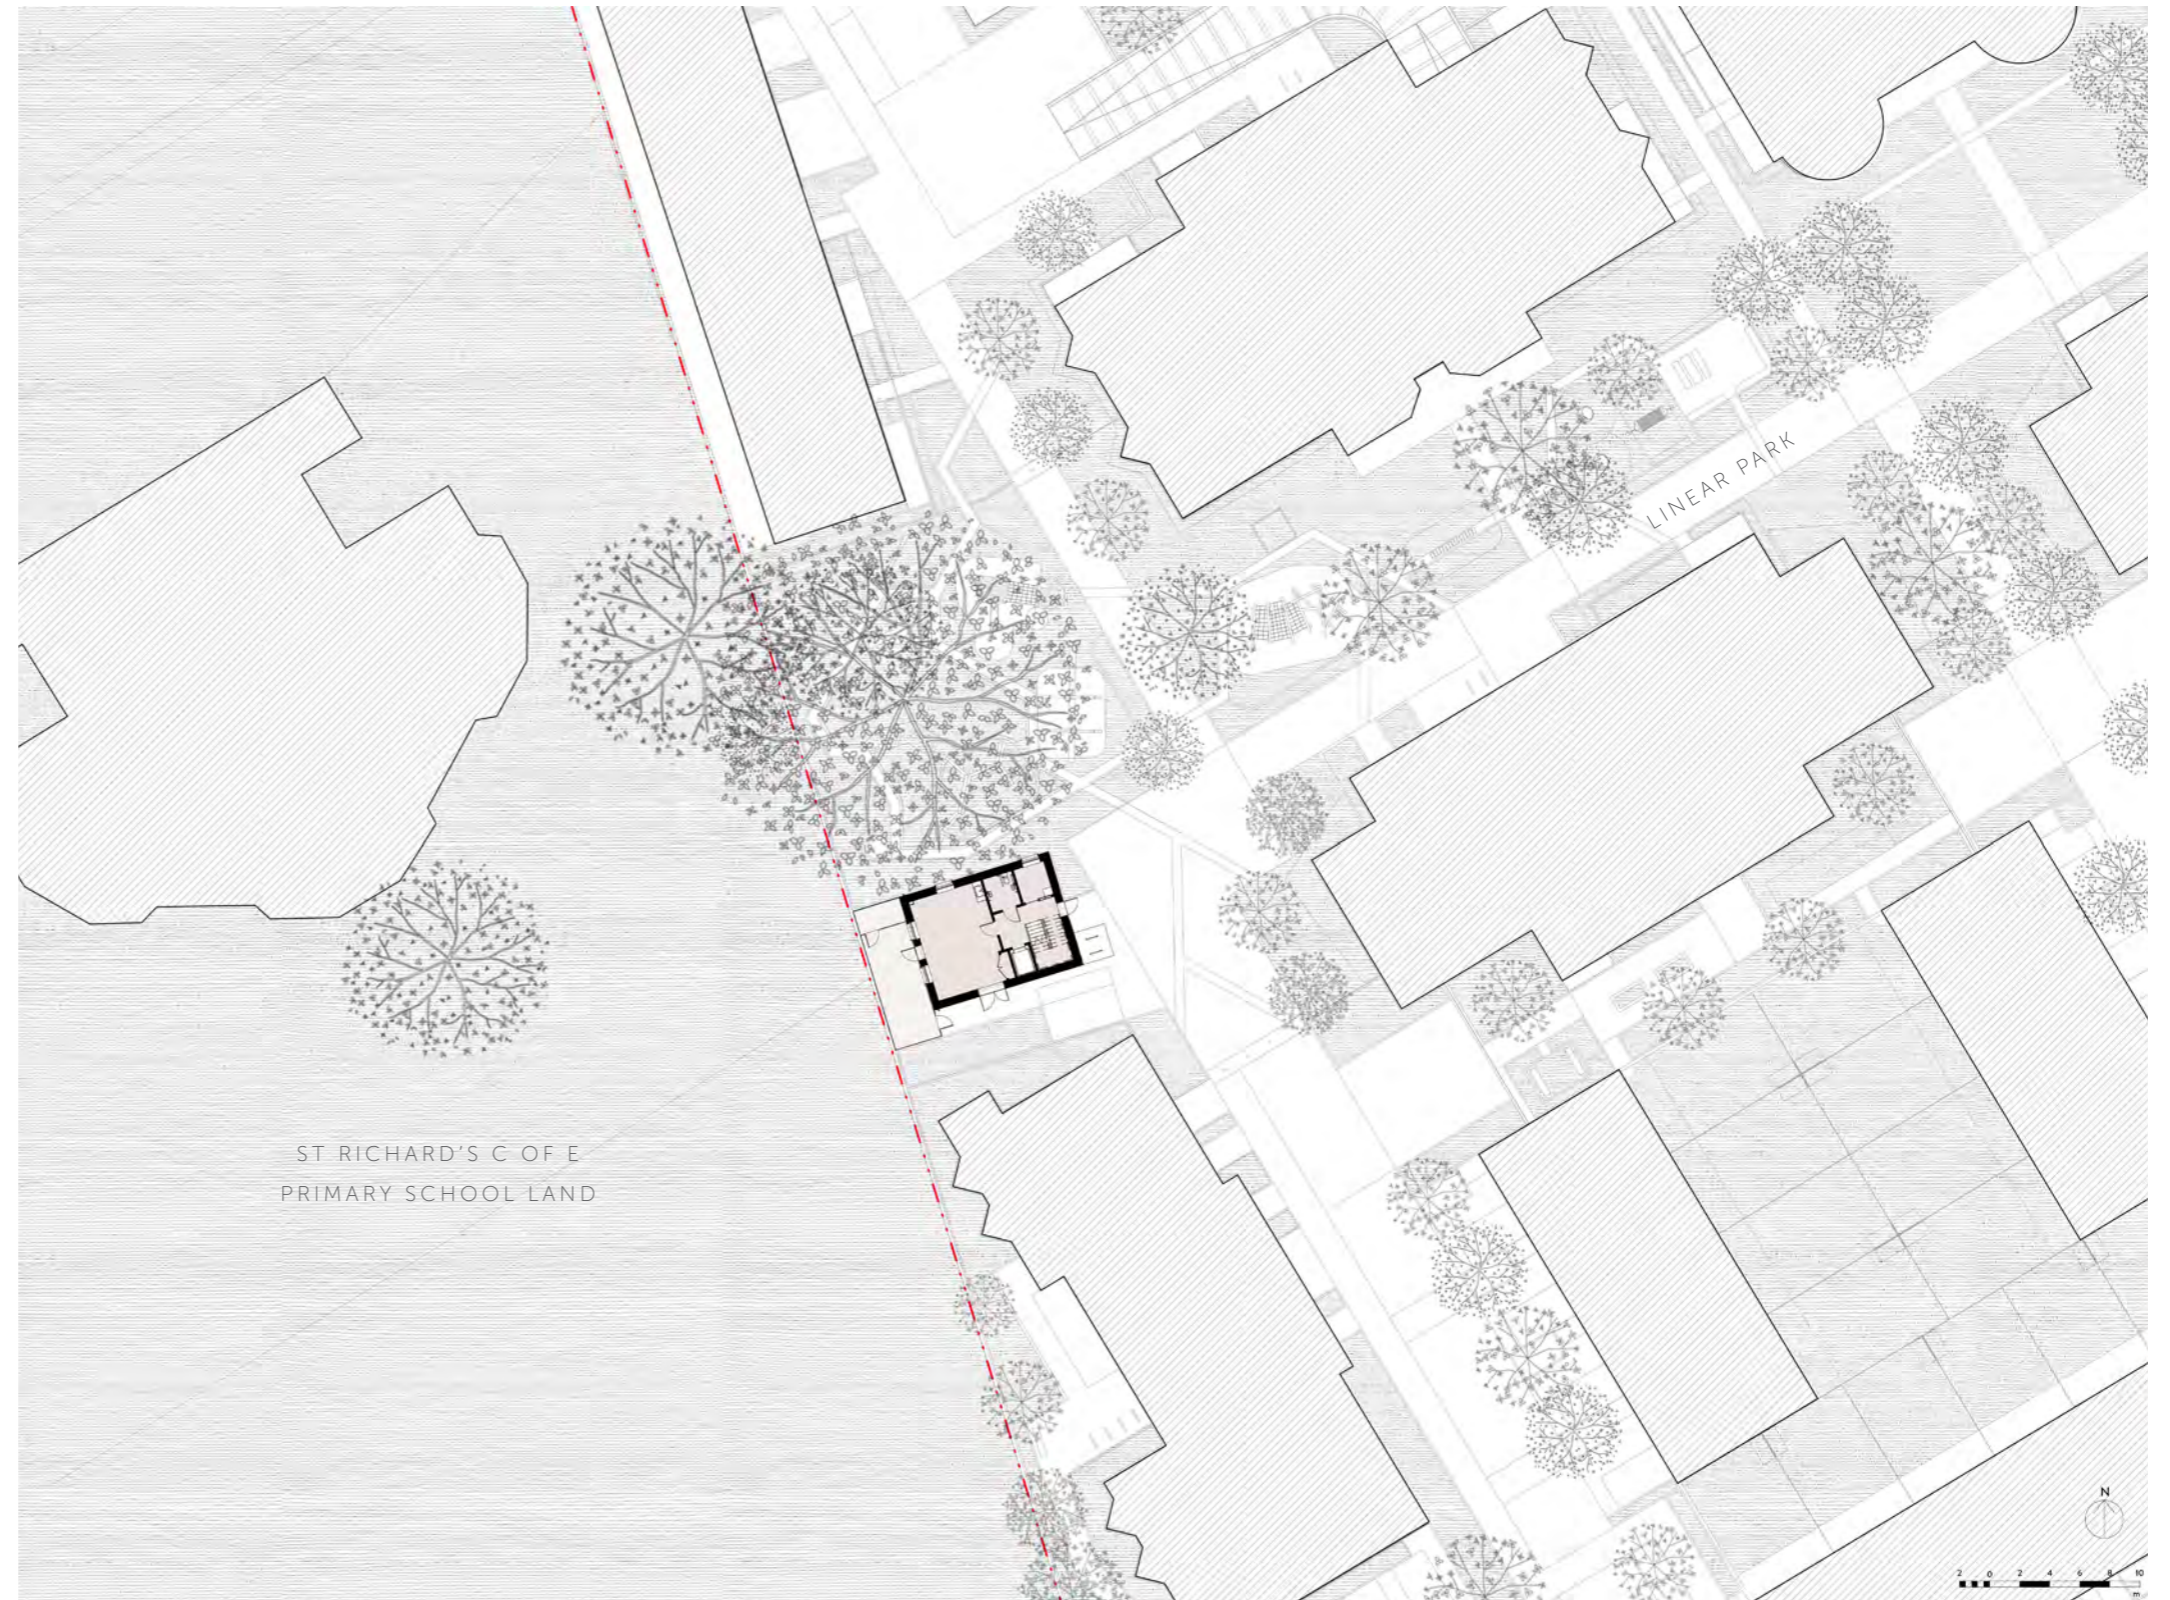 LINEAR PARK
ST RICHARD'S C OF E
PRIMARY SCHOOL LAND
N
2 0 2 4 6 8 10
m